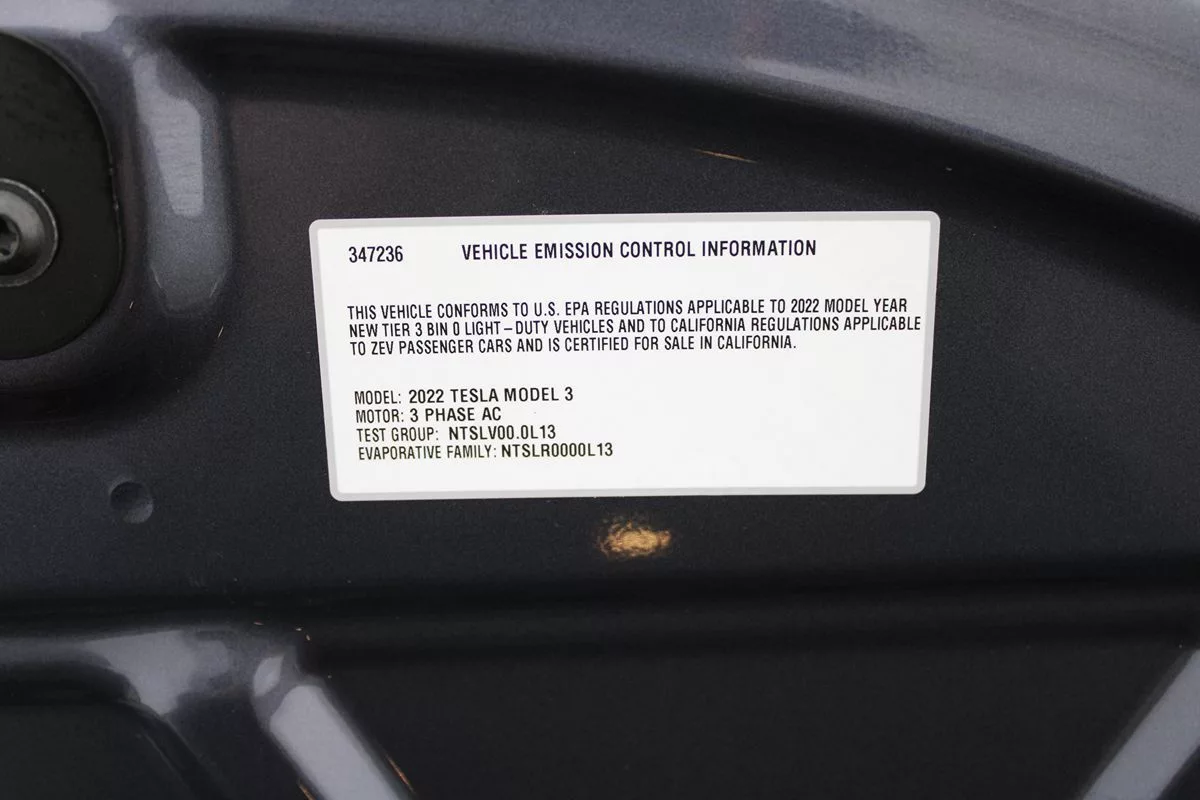 347236 VEHICLE EMISSION CONTROL INFORMATION
THIS VEHICLE CONFORMS TO U.S. EPA REGULATIONS APPLICABLE TO 2022 MODEL YEAR
NEW TIER 3 BIN 0 LIGHT-DUTY VEHICLES AND TO CALIFORNIA REGULATIONS APPLICABLE
TO ZEV PASSENGER CARS AND IS CERTIFIED FOR SALE IN CALIFORNIA.
MODEL: 2022 TESLA MODEL 3
MOTOR: 3 PHASE AC
TEST GROUP: NTSLV00.0L13
EVAPORATIVE FAMILY: NTSLR0000L13